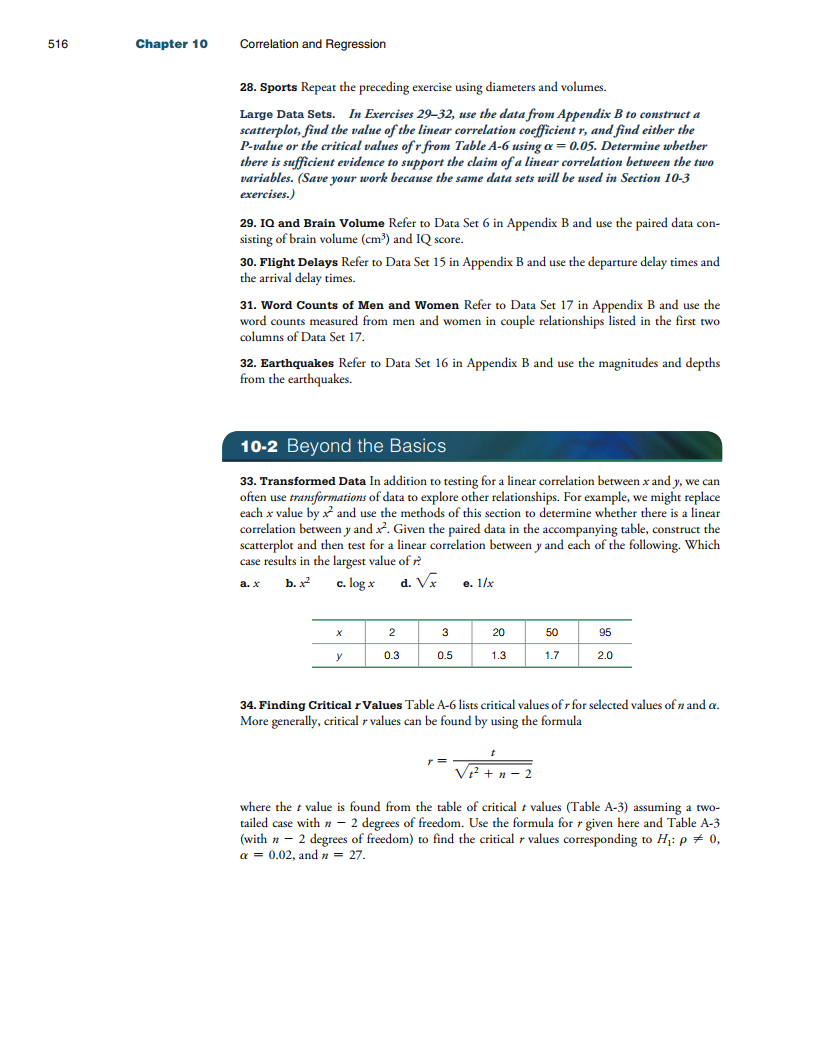 516 Chapter 10 Correlation and Regression
28. Sports Repeat the preceding exercise using diameters and volumes.
Large Data Sets. In Exercises 29–32, use the data from Appendix B to construct a
scatterplot, find the value of the linear correlation coefficient r, and find either the
P-value or the critical values of r from Table A-6 using α = 0.05. Determine whether
there is sufficient evidence to support the claim of a linear correlation between the two
variables. (Save your work because the same data sets will be used in Section 10-3
exercises.)
29. IQ and Brain Volume Refer to Data Set 6 in Appendix B and use the paired data con-
sisting of brain volume (cm³) and IQ score.
30. Flight Delays Refer to Data Set 15 in Appendix B and use the departure delay times and
the arrival delay times.
31. Word Counts of Men and Women Refer to Data Set 17 in Appendix B and use the
word counts measured from men and women in couple relationships listed in the first two
columns of Data Set 17.
32. Earthquakes Refer to Data Set 16 in Appendix B and use the magnitudes and depths
from the earthquakes.
10-2 Beyond the Basics
33. Transformed Data In addition to testing for a linear correlation between x and y, we can
often use transformations of data to explore other relationships. For example, we might replace
each x value by x² and use the methods of this section to determine whether there is a linear
correlation between y and x². Given the paired data in the accompanying table, construct the
scatterplot and then test for a linear correlation between y and each of the following. Which
case results in the largest value of r?
a. x b. x² c. log x d. √x e. 1/x
x 2 3 20 50 95
y 0.3 0.5 1.3 1.7 2.0
34. Finding Critical r Values Table A-6 lists critical values of r for selected values of n and α.
More generally, critical r values can be found by using the formula
r = t / √(t² + n − 2)
where the t value is found from the table of critical t values (Table A-3) assuming a two-
tailed case with n − 2 degrees of freedom. Use the formula for r given here and Table A-3
(with n − 2 degrees of freedom) to find the critical r values corresponding to H₁: ρ ≠ 0,
α = 0.02, and n = 27.